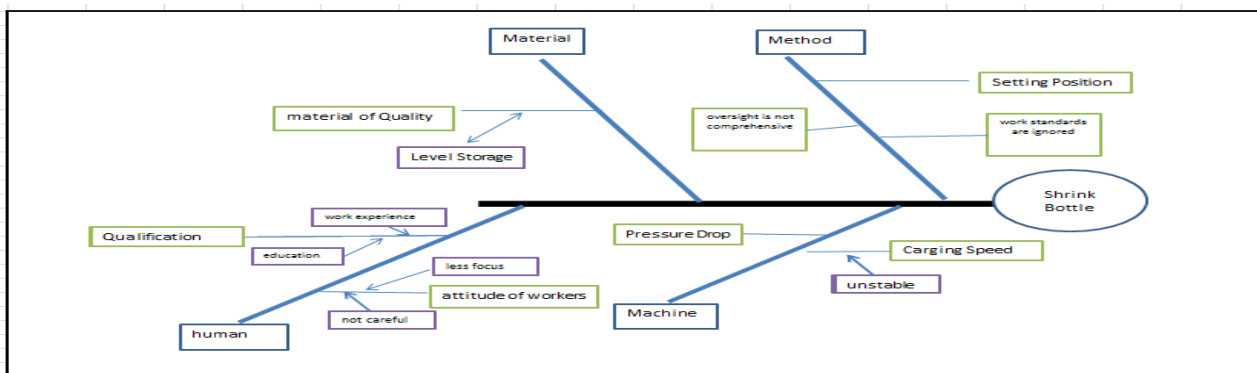 Material
Method
Setting Position
material of Quality
oversight is not
comprehensive
work standards
are ignored
Level Storage
Shrink
Bottle
work experience
Qualification
education
Pressure Drop
Carging Speed
less focus
unstable
attitude of workers
not careful
Machine
human